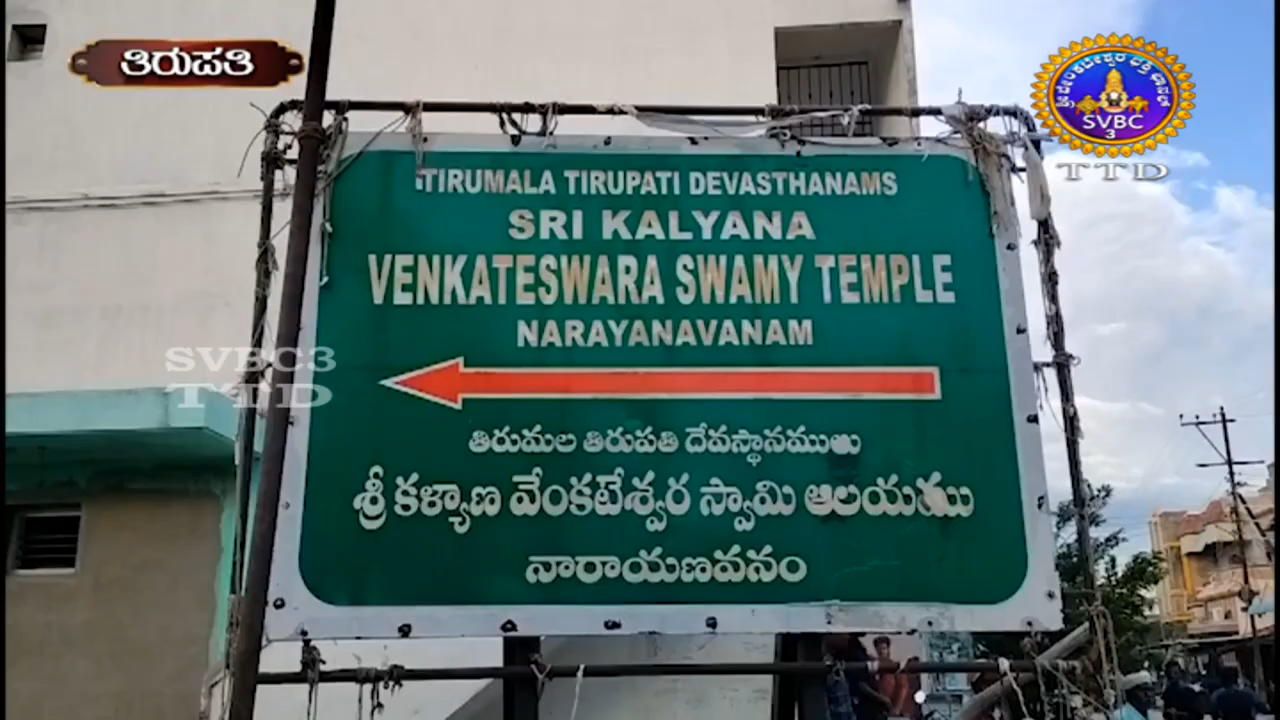 ತಿರುಪತಿ
SVBC
3
TTD
TIRUMALA TIRUPATI DEVASTHANAMS
SRI KALYANA
VENKATESWARA SWAMY TEMPLE
NARAYANAVANAM
SVBC3
TTD
తిరుమల తిరుపతి దేవస్థానములు
శ్రీ కళ్యాణ వేంకటేశ్వర స్వామి ఆలయము
నారాయణవనం